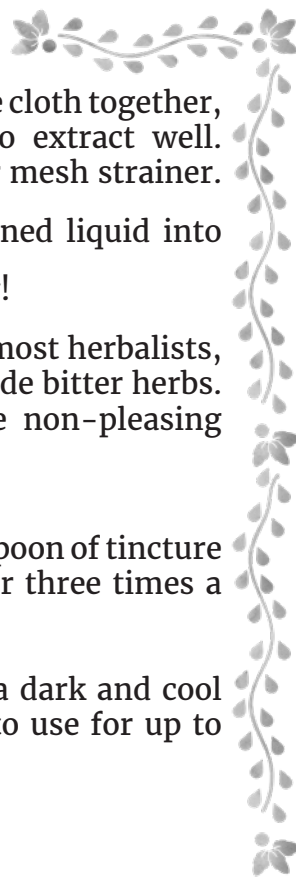 cloth together,
extract well.
mesh strainer.
ned liquid into
!
most herbalists,
de bitter herbs.
non-pleasing
poon of tincture
r three times a
a dark and cool
to use for up to